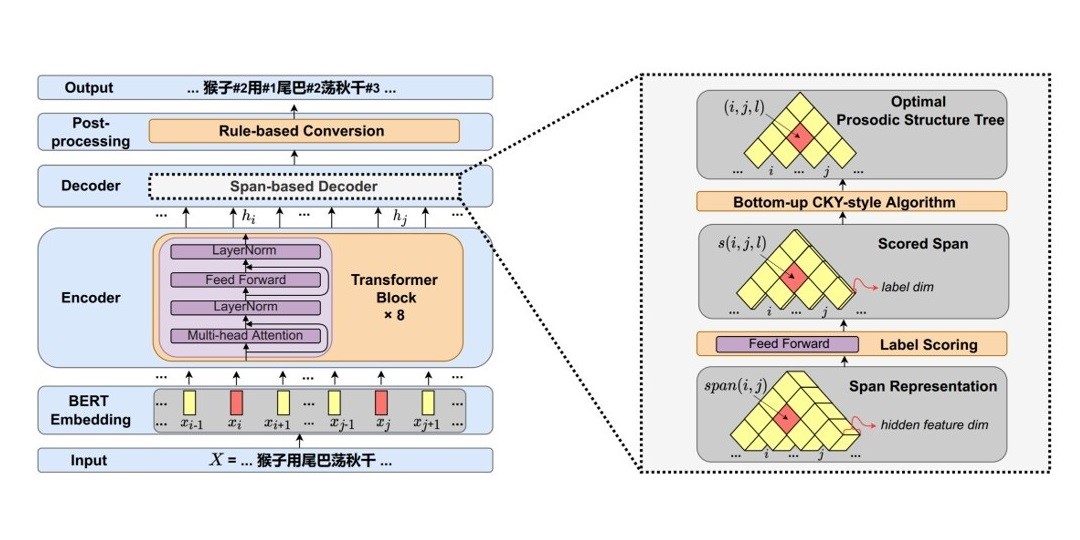 Output
... 猴子#2用#1尾巴#2荡秋千#3 ...
Post-
processing
Rule-based Conversion
Decoder
Span-based Decoder
... h_i ... h_j ...
Encoder
LayerNorm
Feed Forward
LayerNorm
Multi-head Attention
Transformer
Block
× 8
... ... ...
BERT
Embedding
... ... ...
... x_{i-1} x_i x_{i+1} ... x_{j-1} x_j x_{j+1} ...
Input
X = ... 猴子用尾巴荡秋千 ...
Optimal
Prosodic Structure Tree
(i, j, l)
... i ... j ...
Bottom-up CKY-style Algorithm
Scored Span
s(i, j, l)
label dim
... i ... j ...
Feed Forward
Label Scoring
Span Representation
span(i, j)
hidden feature dim
... i ... j ...